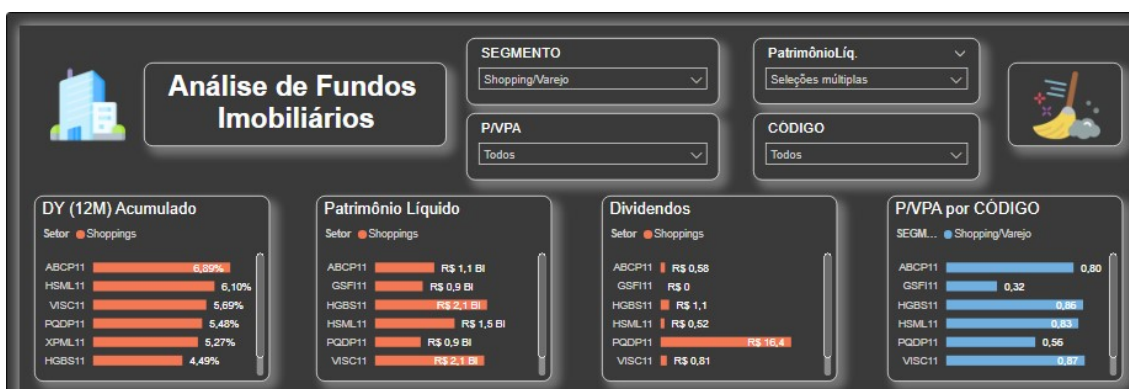 Análise de Fundos
Imobiliários
SEGMENTO
Shopping/Varejo
PatrimônioLíq.
Seleções múltiplas
P/VPA
Todos
CÓDIGO
Todos
DY (12M) Acumulado
Setor Shoppings
ABCP11 6,89%
HSML11 6,10%
VISC11 5,69%
PQDP11 5,48%
XPML11 5,27%
HGBS11 4,49%
Patrimônio Líquido
Setor Shoppings
ABCP11 R$ 1,1 BI
GSFI11 R$ 0,9 BI
HGBS11 R$ 2,1 BI
HSML11 R$ 1,5 BI
PQDP11 R$ 0,9 BI
VISC11 R$ 2,1 BI
Dividendos
Setor Shoppings
ABCP11 R$ 0,58
GSFI11 R$ 0
HGBS11 R$ 1,1
HSML11 R$ 0,52
PQDP11 R$ 16,4
VISC11 R$ 0,81
P/VPA por CÓDIGO
SEGM... Shopping/Varejo
ABCP11 0,80
GSFI11 0,32
HGBS11 0,86
HSML11 0,83
PQDP11 0,56
VISC11 0,87